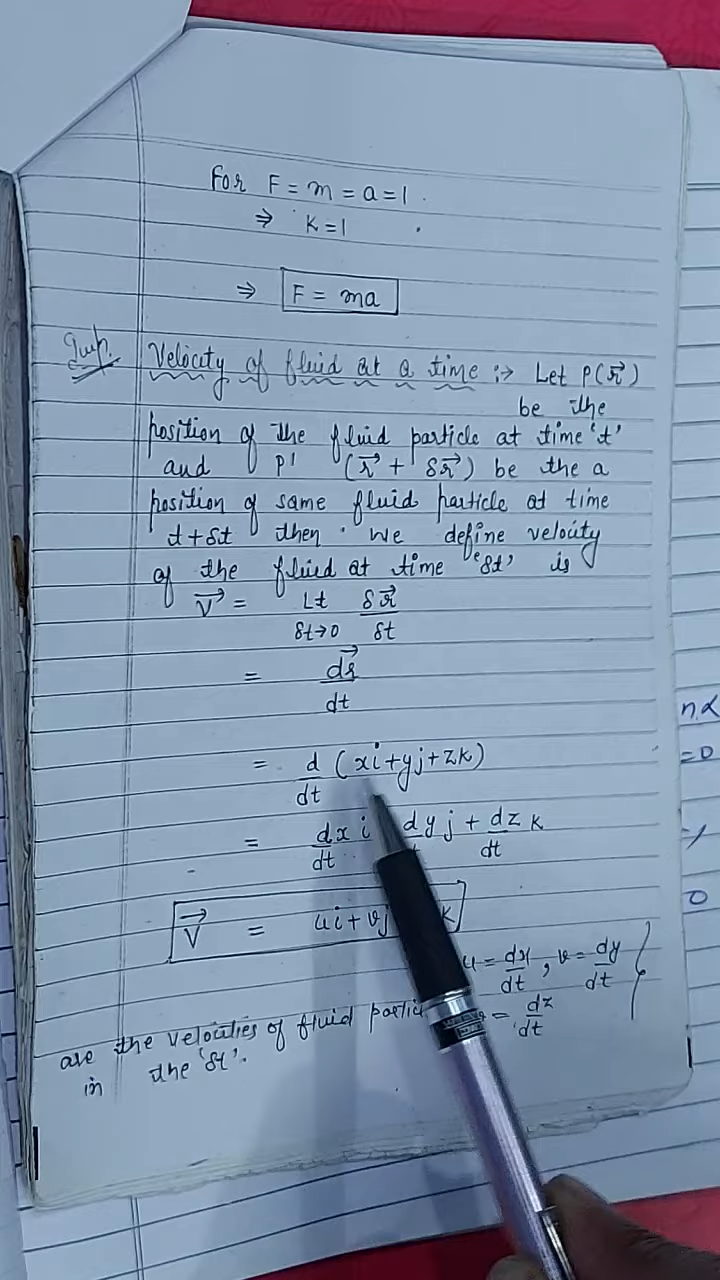 For F = m = a = 1.
⇒ K = 1
⇒ F = ma
Imp. Velocity of fluid at a time :→ Let P(r⃗)
be the
position of the fluid particle at time 't'
and P' (r⃗ + δr⃗) be the a
position of same fluid particle at time
t+δt then we define velocity
of the fluid at time 'δt' is
V⃗ = Lt δr⃗
δt→0 δt
= dr⃗
dt
= d (xi+yj+zk)
dt
= dx i dy j + dz k
dt dt
V⃗ = ui + vj k
u = dx , v = dy
dt dt
= dz
dt
are the velocities of fluid
in the 'δt'.